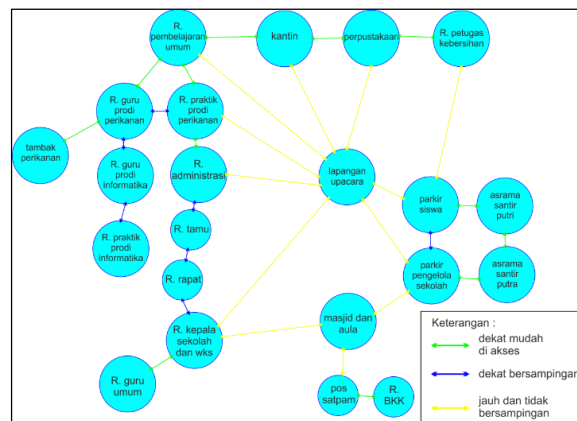 R.
pembelajaran
umum
kantin
perpustakaan
R. petugas
kebersihan
R. guru
prodi
perikanan
R. praktik
prodi
perikanan
tambak
perikanan
R. guru
prodi
informatika
R.
administrasi
lapangan
upacara
parkir
siswa
asrama
santir
putri
R. praktik
prodi
informatika
R. tamu
R. rapat
parkir
pengelola
sekolah
asrama
santir
putra
R. kepala
sekolah
dan wks
masjid dan
aula
R. guru
umum
pos
satpam
R.
BKK
Keterangan :
dekat mudah
di akses
dekat bersampingan
jauh dan tidak
bersampingan